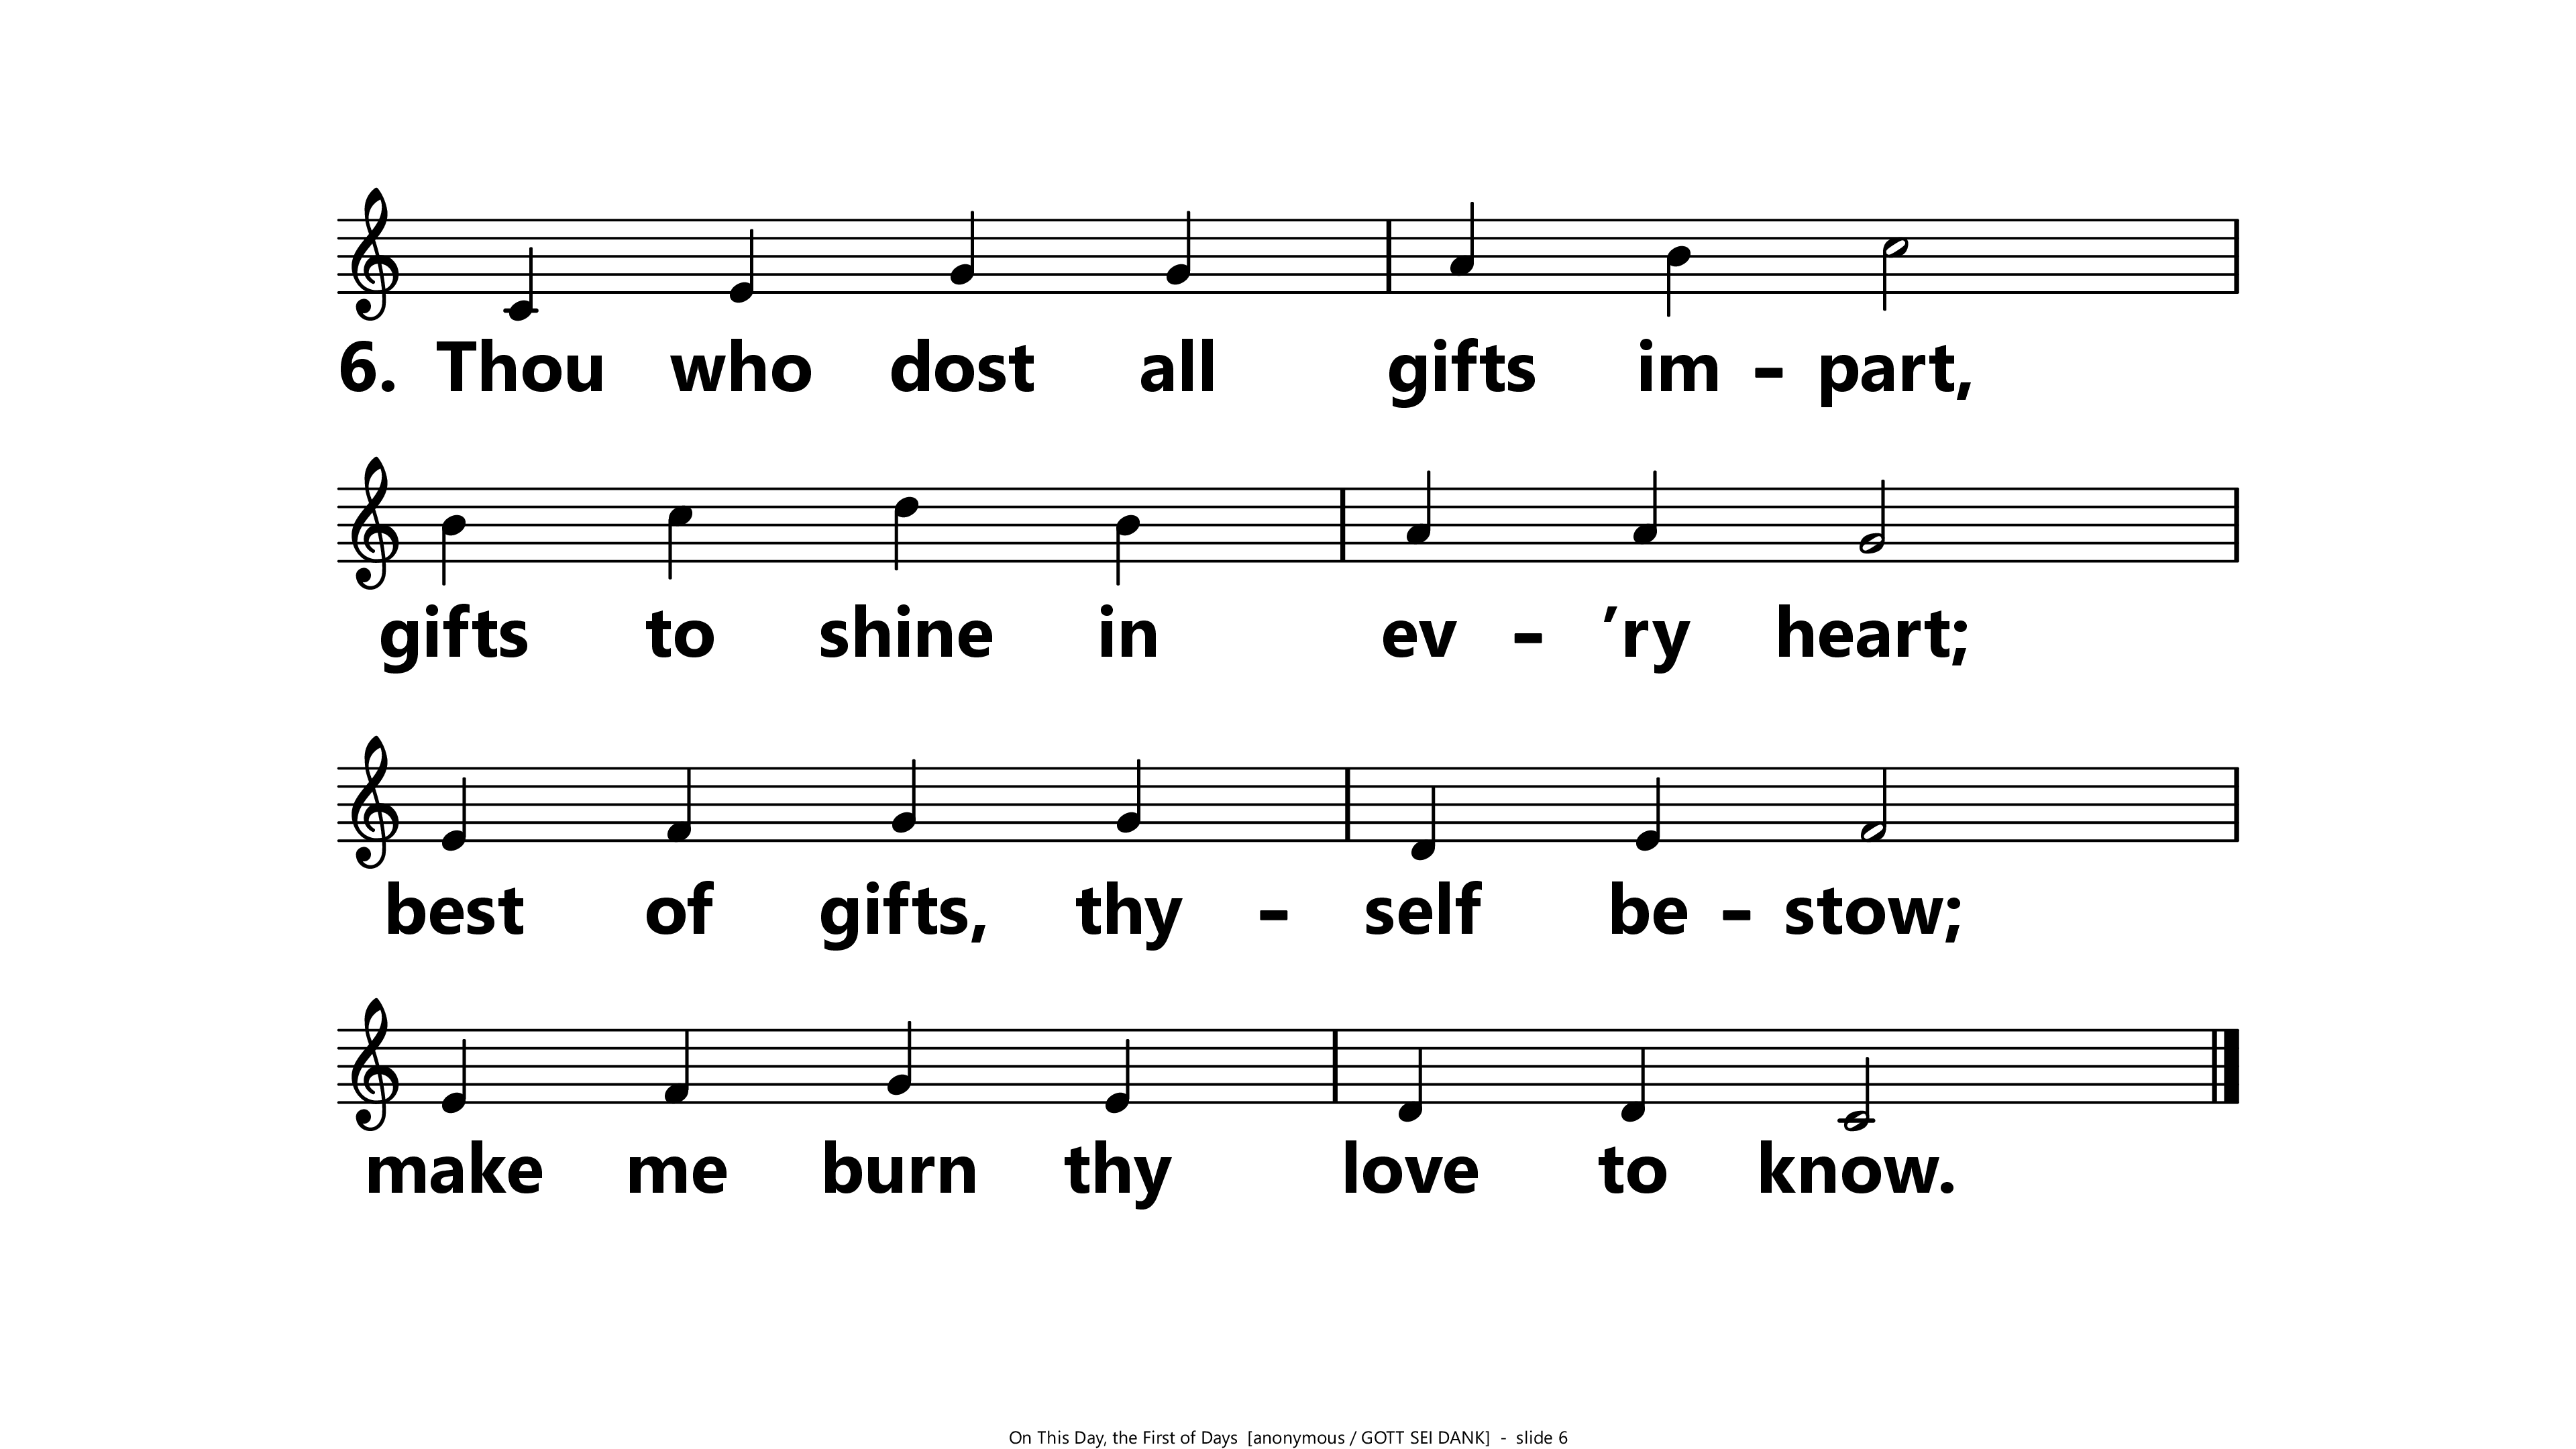 6. Thou who dost all gifts im - part,
gifts to shine in ev - ’ry heart;
best of gifts, thy - self be - stow;
make me burn thy love to know.
On This Day, the First of Days [anonymous / GOTT SEI DANK] - slide 6